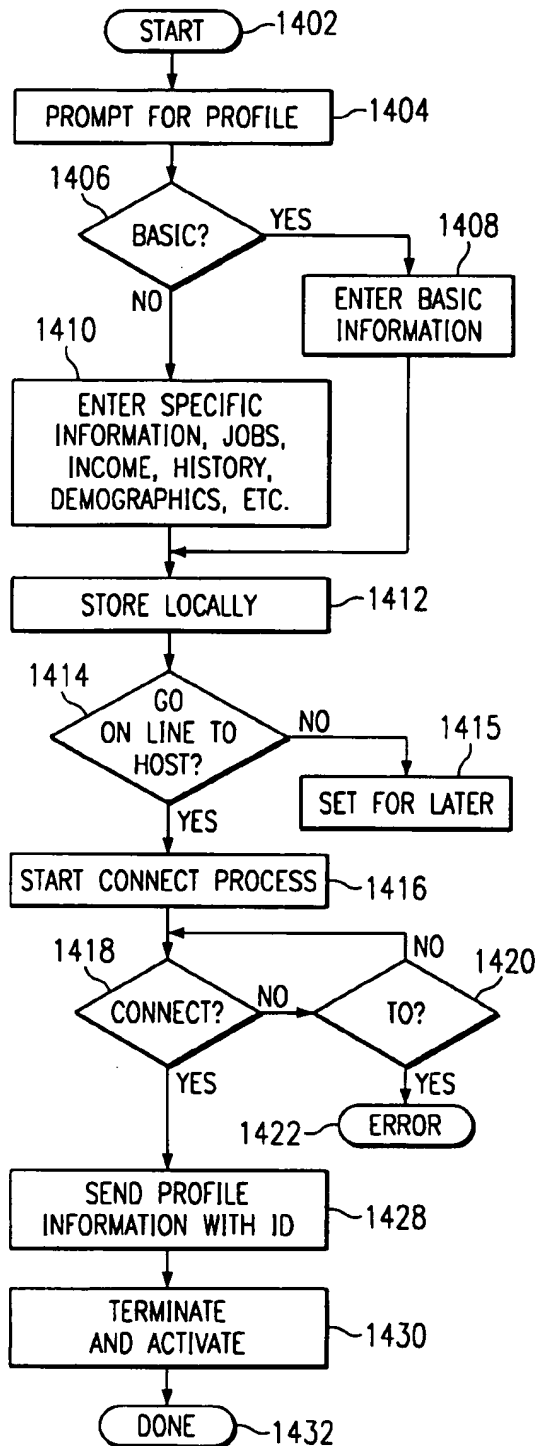 START
1402
PROMPT FOR PROFILE
1404
1406
BASIC?
YES
NO
1408
ENTER BASIC
INFORMATION
1410
ENTER SPECIFIC
INFORMATION, JOBS,
INCOME, HISTORY,
DEMOGRAPHICS, ETC.
STORE LOCALLY
1412
1414
GO
ON LINE TO
HOST?
NO
YES
1415
SET FOR LATER
START CONNECT PROCESS
1416
1418
CONNECT?
NO
YES
NO
1420
TO?
YES
1422
ERROR
SEND PROFILE
INFORMATION WITH ID
1428
TERMINATE
AND ACTIVATE
1430
DONE
1432